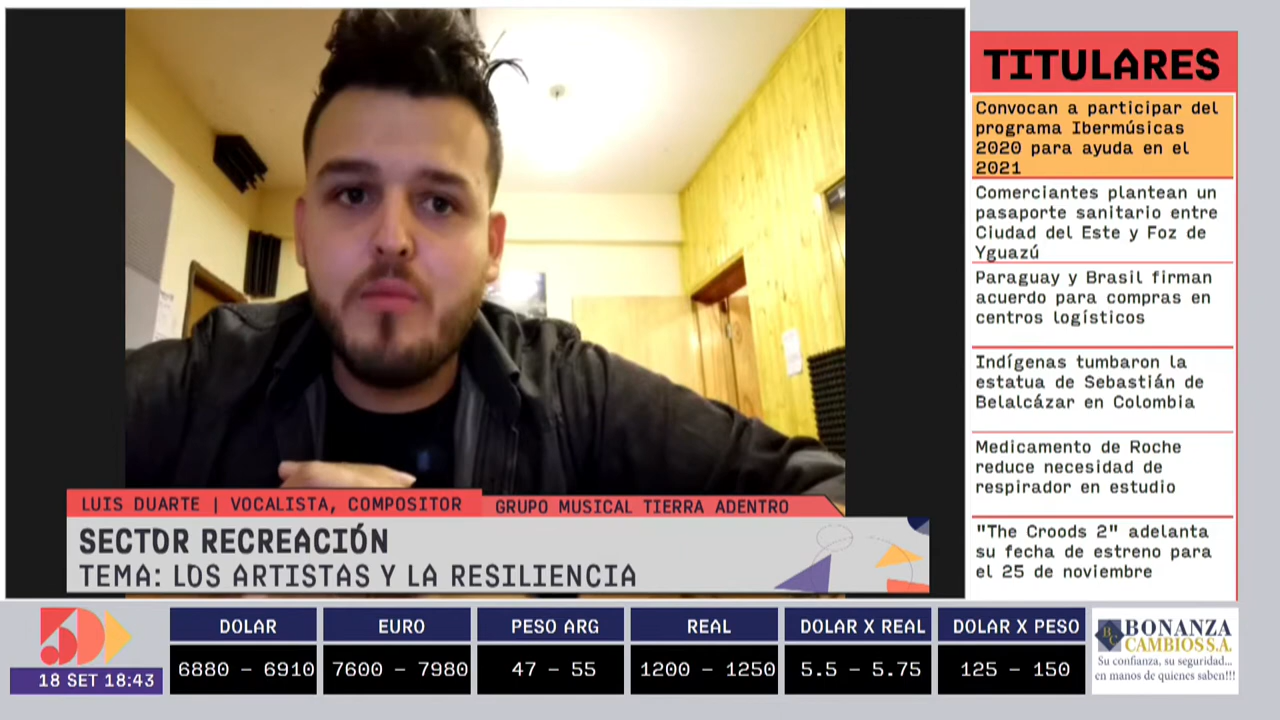 TITULARES
Convocan a participar del
programa Ibermúsicas
2020 para ayuda en el
2021
Comerciantes plantean un
pasaporte sanitario entre
Ciudad del Este y Foz de
Yguazú
Paraguay y Brasil firman
acuerdo para compras en
centros logísticos
Indígenas tumbaron la
estatua de Sebastián de
Belalcázar en Colombia
Medicamento de Roche
reduce necesidad de
respirador en estudio
"The Croods 2" adelanta
su fecha de estreno para
el 25 de noviembre
LUIS DUARTE | VOCALISTA, COMPOSITOR
GRUPO MUSICAL TIERRA ADENTRO
SECTOR RECREACIÓN
TEMA: LOS ARTISTAS Y LA RESILIENCIA
5D
18 SET 18:43
DOLAR
6880 - 6910
EURO
7600 - 7980
PESO ARG
47 - 55
REAL
1200 - 1250
DOLAR X REAL
5.5 - 5.75
DOLAR X PESO
125 - 150
BC
BONANZA
CAMBIOS S.A.
Su confianza, su seguridad...
en manos de quienes saben!!!